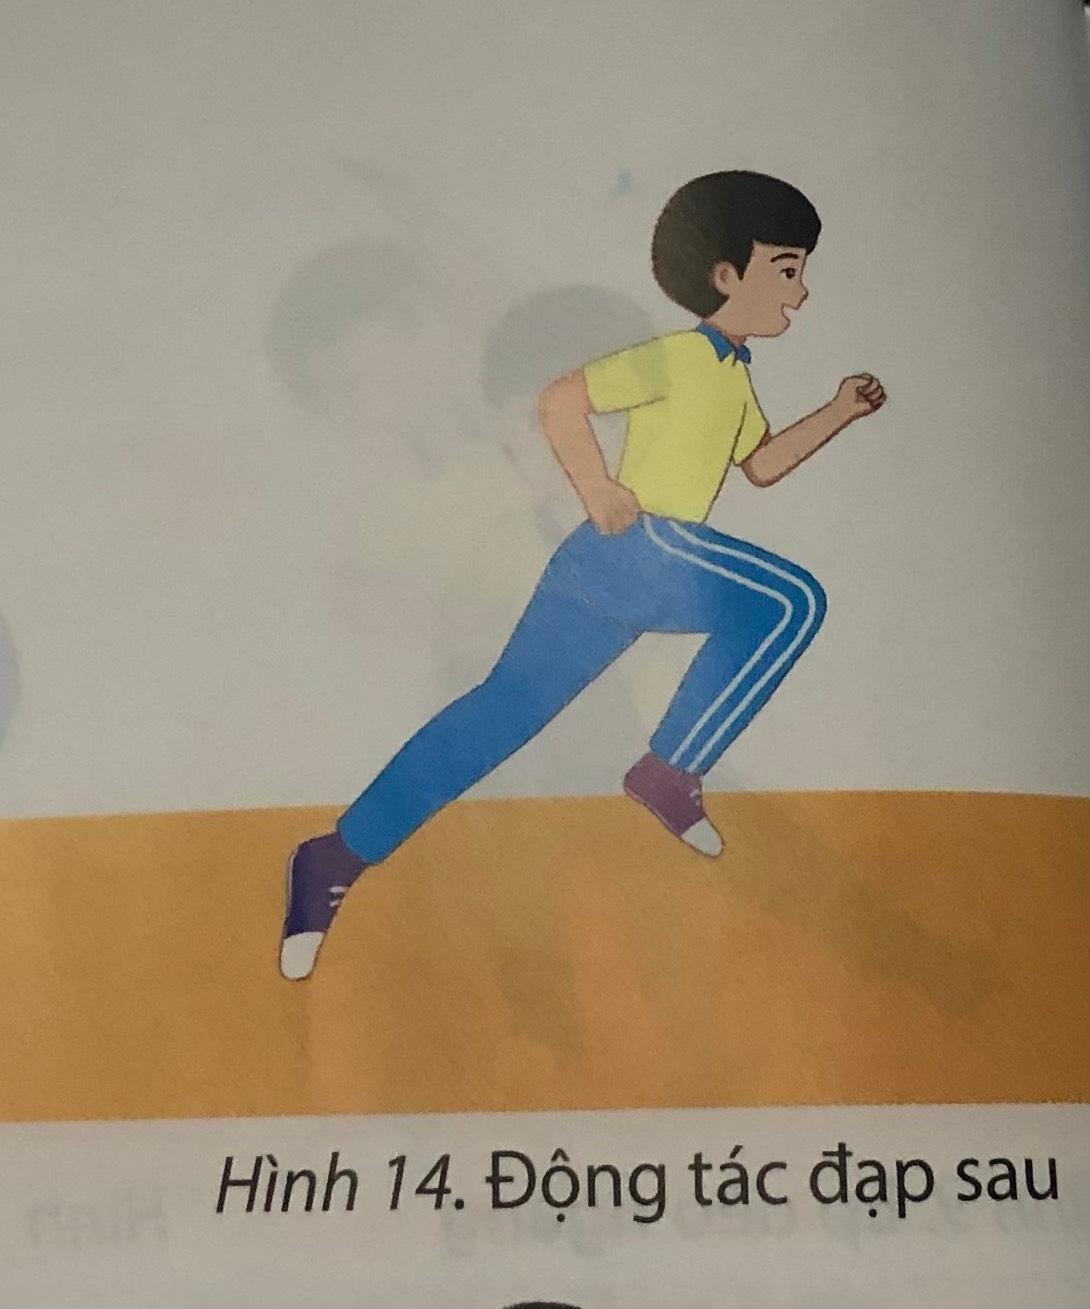 Hình 14. Động tác đạp sau